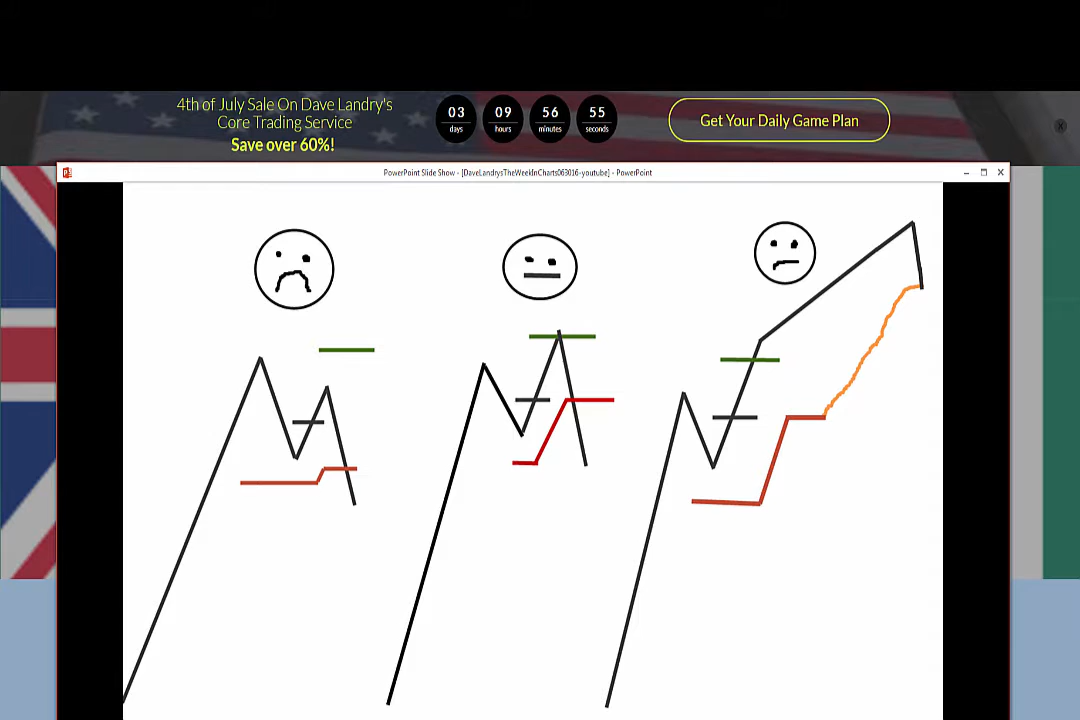 4th of July Sale On Dave Landry's
Core Trading Service
Save over 60%!
03 09 56 55
days hours minutes seconds
Get Your Daily Game Plan
PowerPoint Slide Show - [DaveLandrysTheWeekInCharts063016-youtube] - PowerPoint